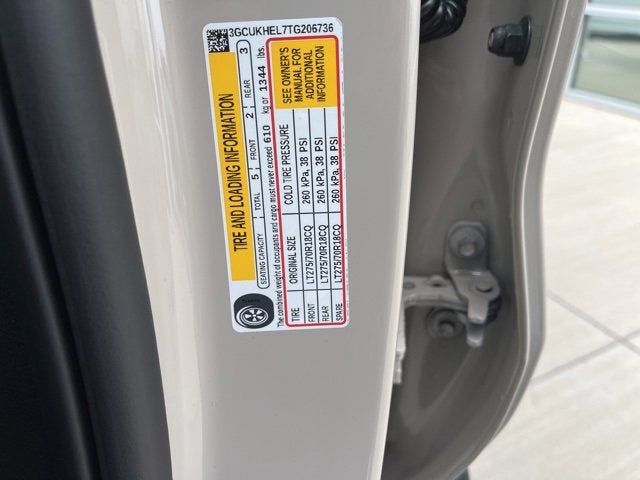 3GCUKHEL7TG206736
TIRE AND LOADING INFORMATION
SEATING CAPACITY TOTAL 5 FRONT 2 REAR 3
The combined weight of occupants and cargo must never exceed 610 kg or 1344 lbs.
TIRE ORIGINAL SIZE COLD TIRE PRESSURE
FRONT LT275/70R18CQ 260 kPa, 38 PSI
REAR LT275/70R18CQ 260 kPa, 38 PSI
SPARE LT275/70R18CQ 260 kPa, 38 PSI
SEE OWNER'S
MANUAL FOR
ADDITIONAL
INFORMATION